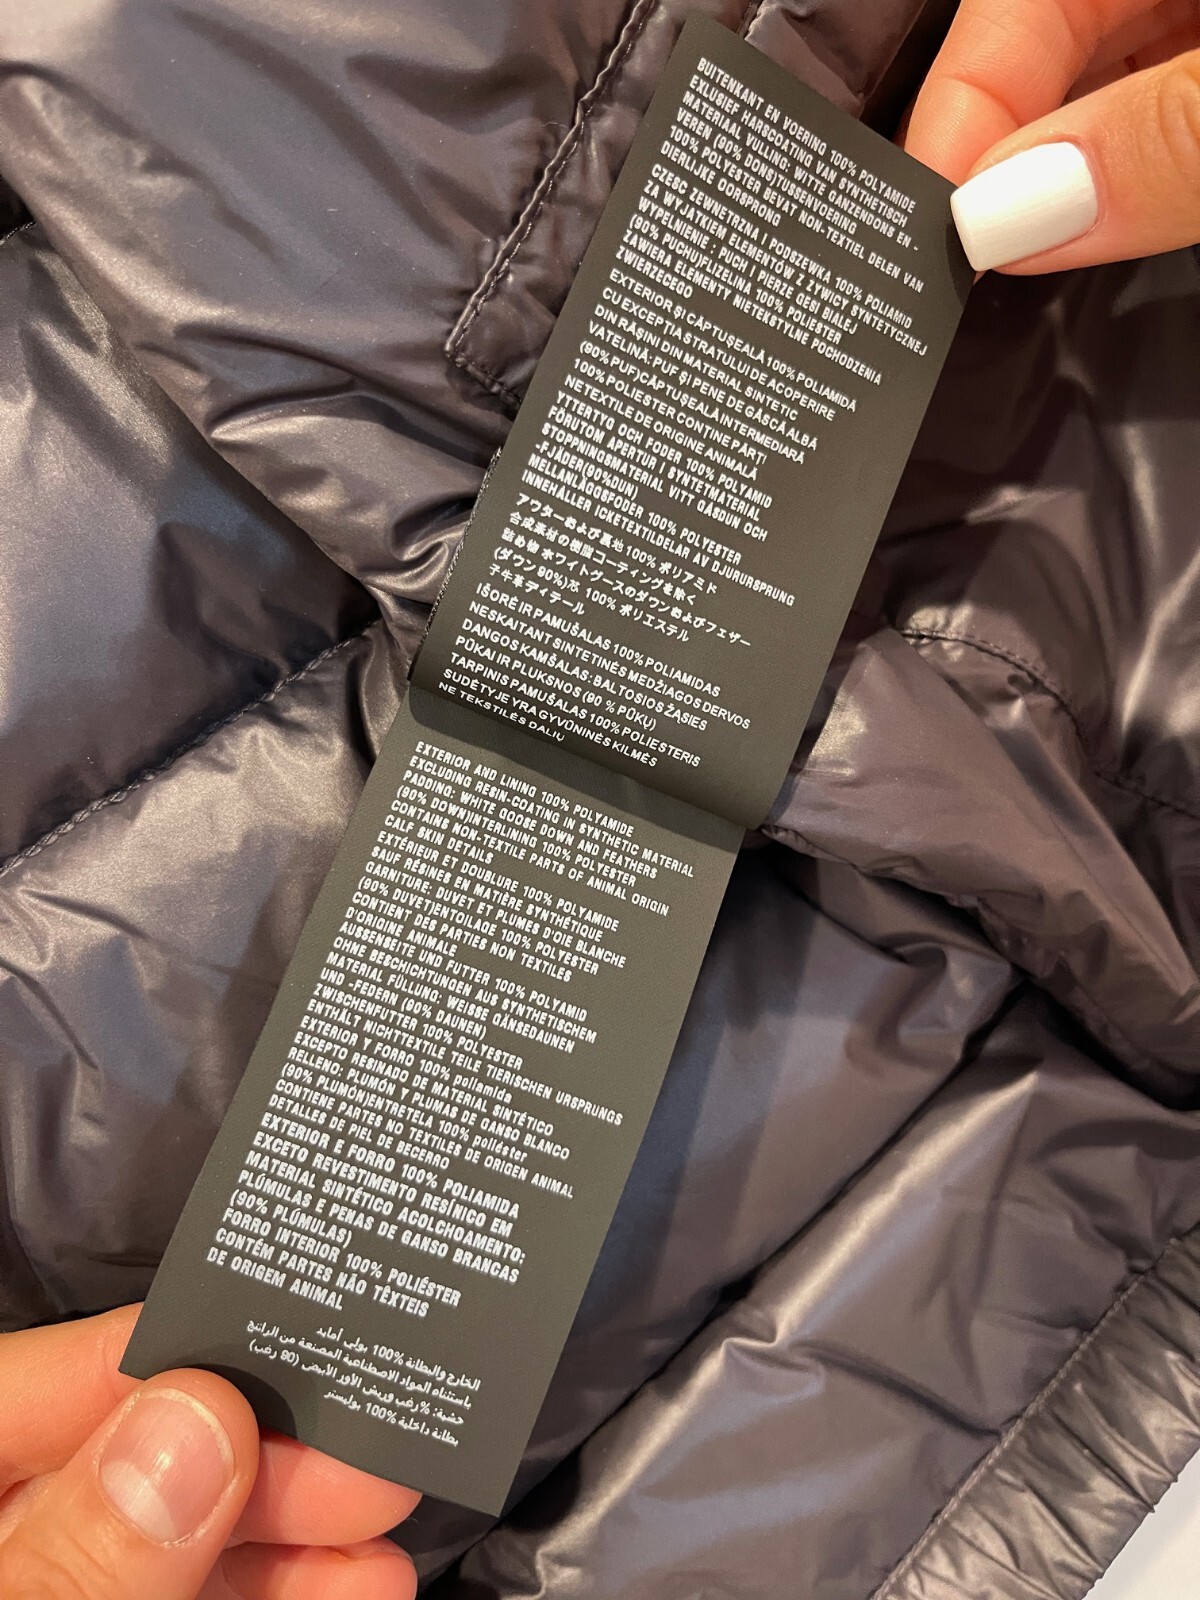 BUITENKANT EN VOERING 100% POLYAMIDE
EXLUSIEF HARSCOATING VAN SYNTHETISCH
MATERIAAL VULLING: WITTE GANZENDONS EN -
VEREN (90% DONS)TUSSENVOERING
100% POLYESTER BEVAT NON-TEXTIEL DELEN VAN
DIERLIJKE OORSPRONG
CZĘŚĆ ZEWNĘTRZNA I PODSZEWKA 100% POLIAMID
ZA WYJATKIEM ELEMENTÓW Z ŻYWICY SYNTETYCZNEJ
WYPEŁNIENIE : PUCH I PIERZE GĘSI BIAŁEJ
(90% PUCHU)FLIZELINA 100% POLIESTER
ZAWIERA ELEMENTY NIETEKSTYLNE POCHODZENIA
ZWIERZĘCEGO
EXTERIOR ȘI CĂPTUȘEALĂ 100% POLIAMIDĂ
CU EXCEPȚIA STRATULUI DE ACOPERIRE
DIN RĂȘINI DIN MATERIAL SINTETIC
VATELINĂ: PUF ȘI PENE DE GÂSCĂ ALBĂ
(90% PUF)CĂPTUȘEALĂ INTERMEDIARĂ
100% POLIESTER CONȚINE PĂRȚI
NETEXTILE DE ORIGINE ANIMALĂ
YTTERTYG OCH FODER 100% POLYAMID
FÖRUTOM APERTUR I SYNTETMATERIAL
STOPPNINGSMATERIAL VITT GÅSDUN OCH
-FJÄDER(90%DUN)
MELLANLÄGGSFODER 100% POLYESTER
INNEHÅLLER ICKETEXTILDELAR AV DJURURSPRUNG
アウターおよび裏地 100% ポリアミド
合成素材の樹脂コーティングを除く
詰め物 ホワイトグースのダウンおよびフェザー
(ダウン 90%)芯 100% ポリエステル
子牛革ディテール
IŠORĖ IR PAMUŠALAS 100% POLIAMIDAS
NESKAITANT SINTETINĖS MEDŽIAGOS DERVOS
DANGOS KAMŠALAS: BALTOSIOS ŽĄSIES
PŪKAI IR PLUKSNOS (90 % PŪKŲ)
TARPINIS PAMUŠALAS 100% POLIESTERIS
SUDĖTYJE YRA GYVŪNINĖS KILMĖS
NE TEKSTILĖS DALIŲ
EXTERIOR AND LINING 100% POLYAMIDE
EXCLUDING RESIN-COATING IN SYNTHETIC MATERIAL
PADDING: WHITE GOOSE DOWN AND FEATHERS
(90% DOWN)INTERLINING 100% POLYESTER
CONTAINS NON-TEXTILE PARTS OF ANIMAL ORIGIN
CALF SKIN DETAILS
EXTÉRIEUR ET DOUBLURE 100% POLYAMIDE
SAUF RÉSINES EN MATIÈRE SYNTHÉTIQUE
GARNITURE: DUVET ET PLUMES D'OIE BLANCHE
(90% DUVET)ENTOILAGE 100% POLYESTER
CONTIENT DES PARTIES NON TEXTILES
D'ORIGINE ANIMALE
AUSSENSEITE UND FUTTER 100% POLYAMID
OHNE BESCHICHTUNGEN AUS SYNTHETISCHEM
MATERIAL FÜLLUNG: WEISSE GÄNSEDAUNEN
UND -FEDERN (90% DAUNEN)
ZWISCHENFUTTER 100% POLYESTER
ENTHÄLT NICHTTEXTILE TEILE TIERISCHEN URSPRUNGS
EXTERIOR Y FORRO 100% poliamida
EXCEPTO RESINADO DE MATERIAL SINTÉTICO
RELLENO: PLUMÓN Y PLUMAS DE GANSO BLANCO
(90% PLUMÓN)ENTRETELA 100% poliéster
CONTIENE PARTES NO TEXTILES DE ORIGEN ANIMAL
DETALLES DE PIEL DE BECERRO
EXTERIOR E FORRO 100% POLIAMIDA
EXCETO REVESTIMENTO RESÍNICO EM
MATERIAL SINTÉTICO ACOLCHOAMENTO:
PLÚMULAS E PENAS DE GANSO BRANCAS
(90% PLÚMULAS)
FORRO INTERIOR 100% POLIÉSTER
CONTÉM PARTES NÃO TÊXTEIS
DE ORIGEM ANIMAL
الخارج والبطانة 100% بولي أمايد
باستثناء المواد الاصطناعية المصنعة من الراتنج
حشية: %رغب وريش الأوز الأبيض (90 رغب)
بطانة داخلية 100% بوليستر